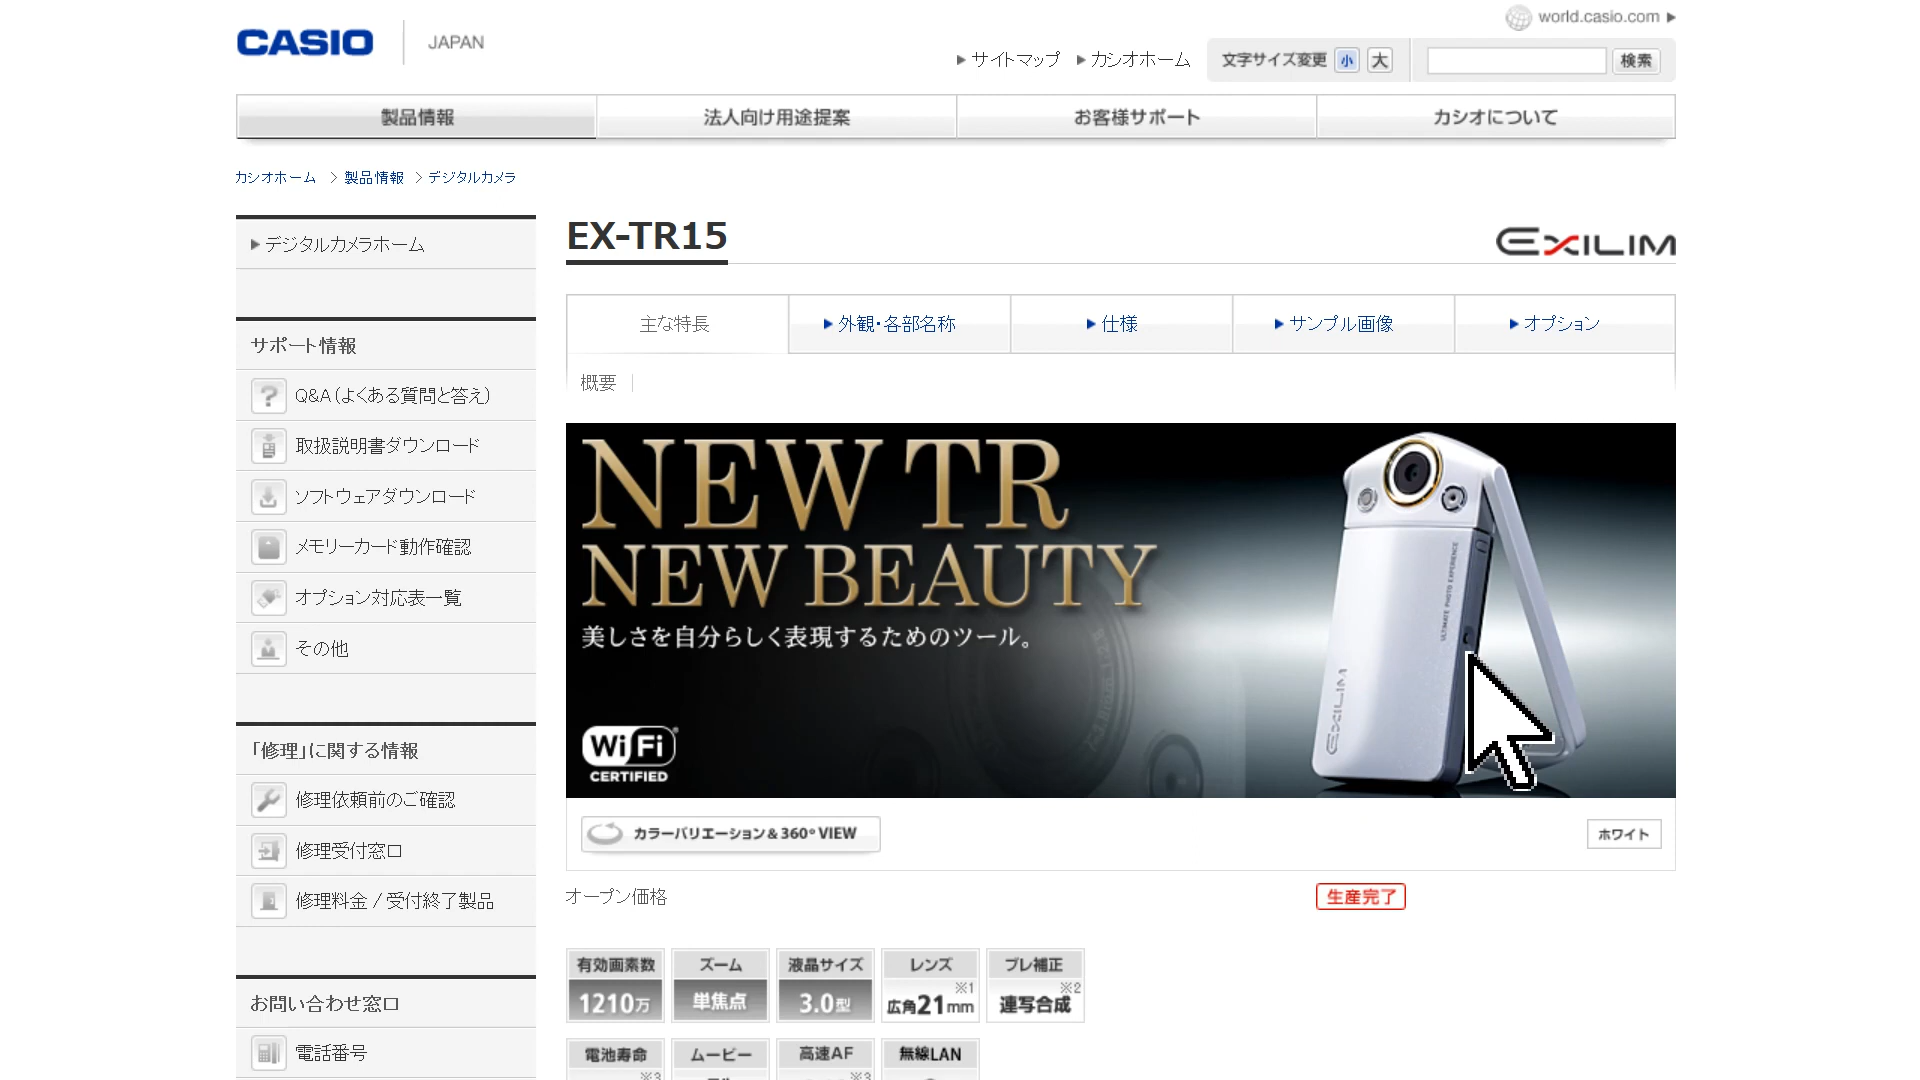 world.casio.com
CASIO
JAPAN
サイトマップ
カシオホーム
文字サイズ変更 小 大
検索
製品情報
法人向け用途提案
お客様サポート
カシオについて
カシオホーム > 製品情報 > デジタルカメラ
デジタルカメラホーム
サポート情報
Q&A（よくある質問と答え）
取扱説明書ダウンロード
ソフトウェアダウンロード
メモリーカード動作確認
オプション対応表一覧
その他
「修理」に関する情報
修理依頼前のご確認
修理受付窓口
修理料金 / 受付終了製品
お問い合わせ窓口
電話番号
EX-TR15
EXILIM
主な特長
外観・各部名称
仕様
サンプル画像
オプション
概要
NEW TR
NEW BEAUTY
美しさを自分らしく表現するためのツール。
Wi Fi
CERTIFIED
ULTIMATE PHOTO EXPERIENCE
EXILIM
カラーバリエーション＆360° VIEW
ホワイト
オープン価格
生産完了
有効画素数
1210万
ズーム
単焦点
液晶サイズ
3.0型
レンズ
※1
広角21mm
ブレ補正
※2
連写合成
電池寿命
※3
ムービー
高速AF
※3
無線LAN